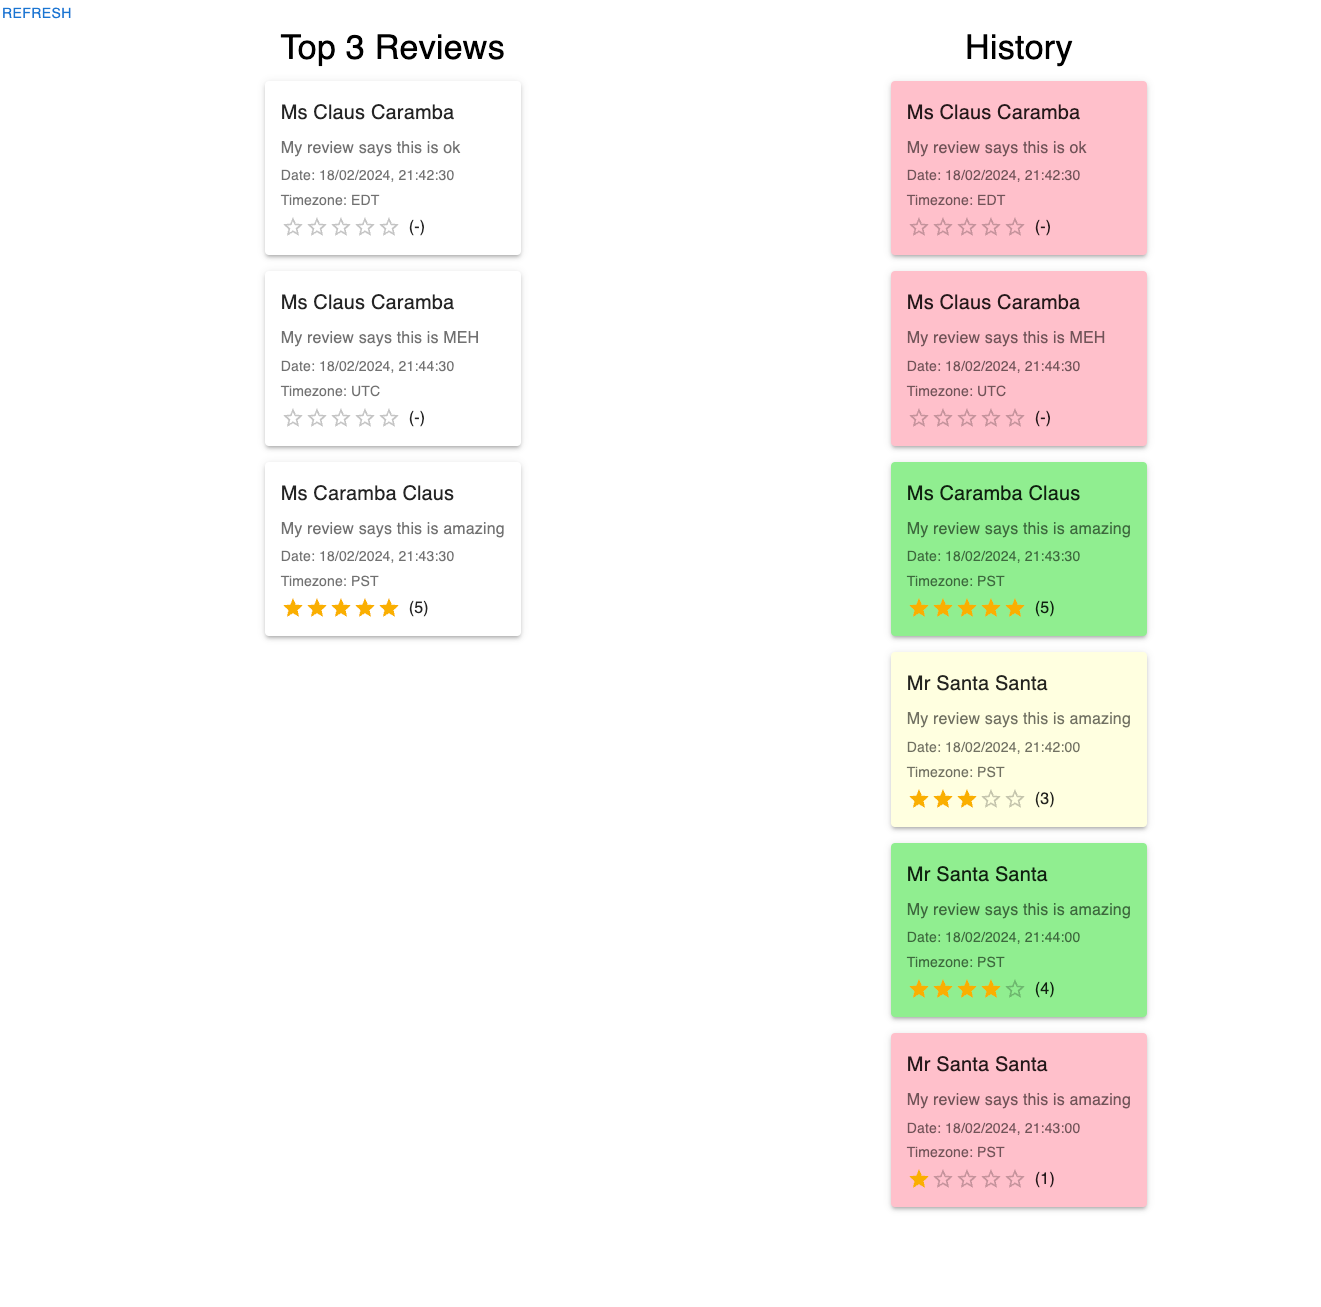 REFRESH
Top 3 Reviews
Ms Claus Caramba
My review says this is ok
Date: 18/02/2024, 21:42:30
Timezone: EDT
(-)
Ms Claus Caramba
My review says this is MEH
Date: 18/02/2024, 21:44:30
Timezone: UTC
(-)
Ms Caramba Claus
My review says this is amazing
Date: 18/02/2024, 21:43:30
Timezone: PST
(5)
History
Ms Claus Caramba
My review says this is ok
Date: 18/02/2024, 21:42:30
Timezone: EDT
(-)
Ms Claus Caramba
My review says this is MEH
Date: 18/02/2024, 21:44:30
Timezone: UTC
(-)
Ms Caramba Claus
My review says this is amazing
Date: 18/02/2024, 21:43:30
Timezone: PST
(5)
Mr Santa Santa
My review says this is amazing
Date: 18/02/2024, 21:42:00
Timezone: PST
(3)
Mr Santa Santa
My review says this is amazing
Date: 18/02/2024, 21:44:00
Timezone: PST
(4)
Mr Santa Santa
My review says this is amazing
Date: 18/02/2024, 21:43:00
Timezone: PST
(1)